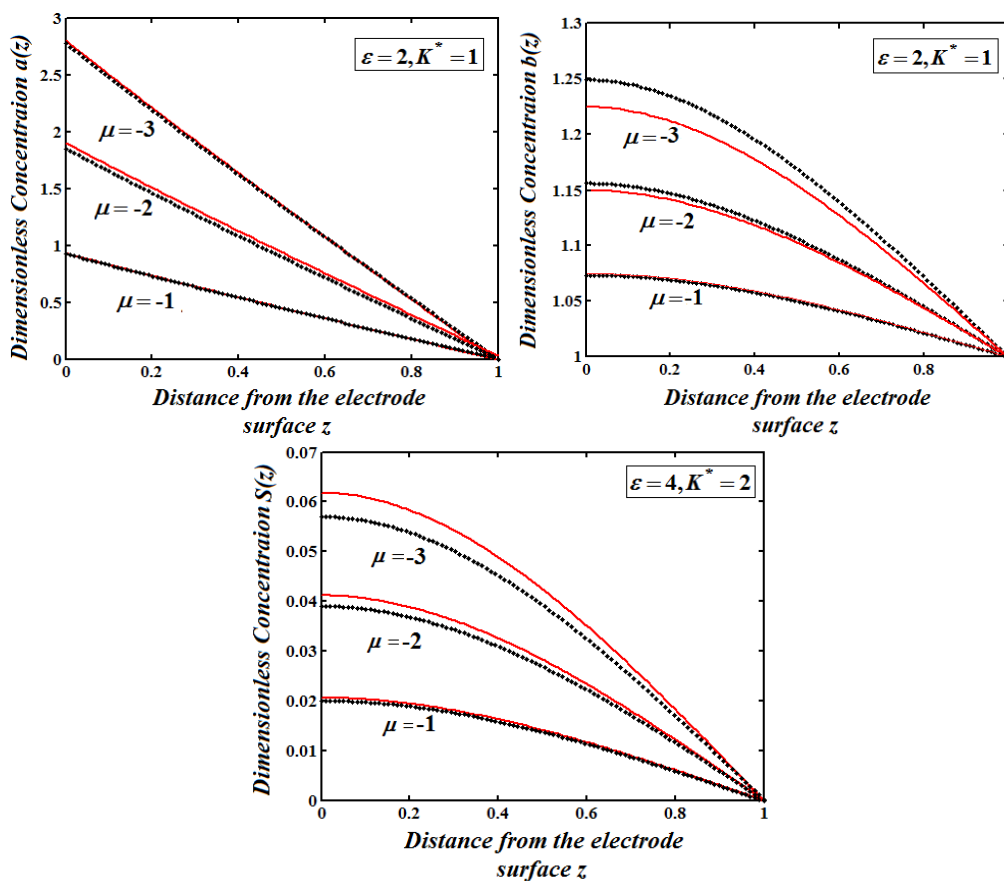 Dimensionless Concentraion a(z)
3
2.5
2
1.5
1
0.5
0
ε=2, K*=1
μ=-3
μ=-2
μ=-1
0
0.2
0.4
0.6
0.8
1
Distance from the electrode
surface z
Dimensionless Concentraion b(z)
1.3
1.25
1.2
1.15
1.1
1.05
1
ε=2, K*=1
μ=-3
μ=-2
μ=-1
0
0.2
0.4
0.6
0.8
Distance from the electrode
surface z
Dimensionless Concentraion S(z)
0.07
0.06
0.05
0.04
0.03
0.02
0.01
0
ε=4, K*=2
μ=-3
μ=-2
μ=-1
0
0.2
0.4
0.6
0.8
1
Distance from the electrode
surface z